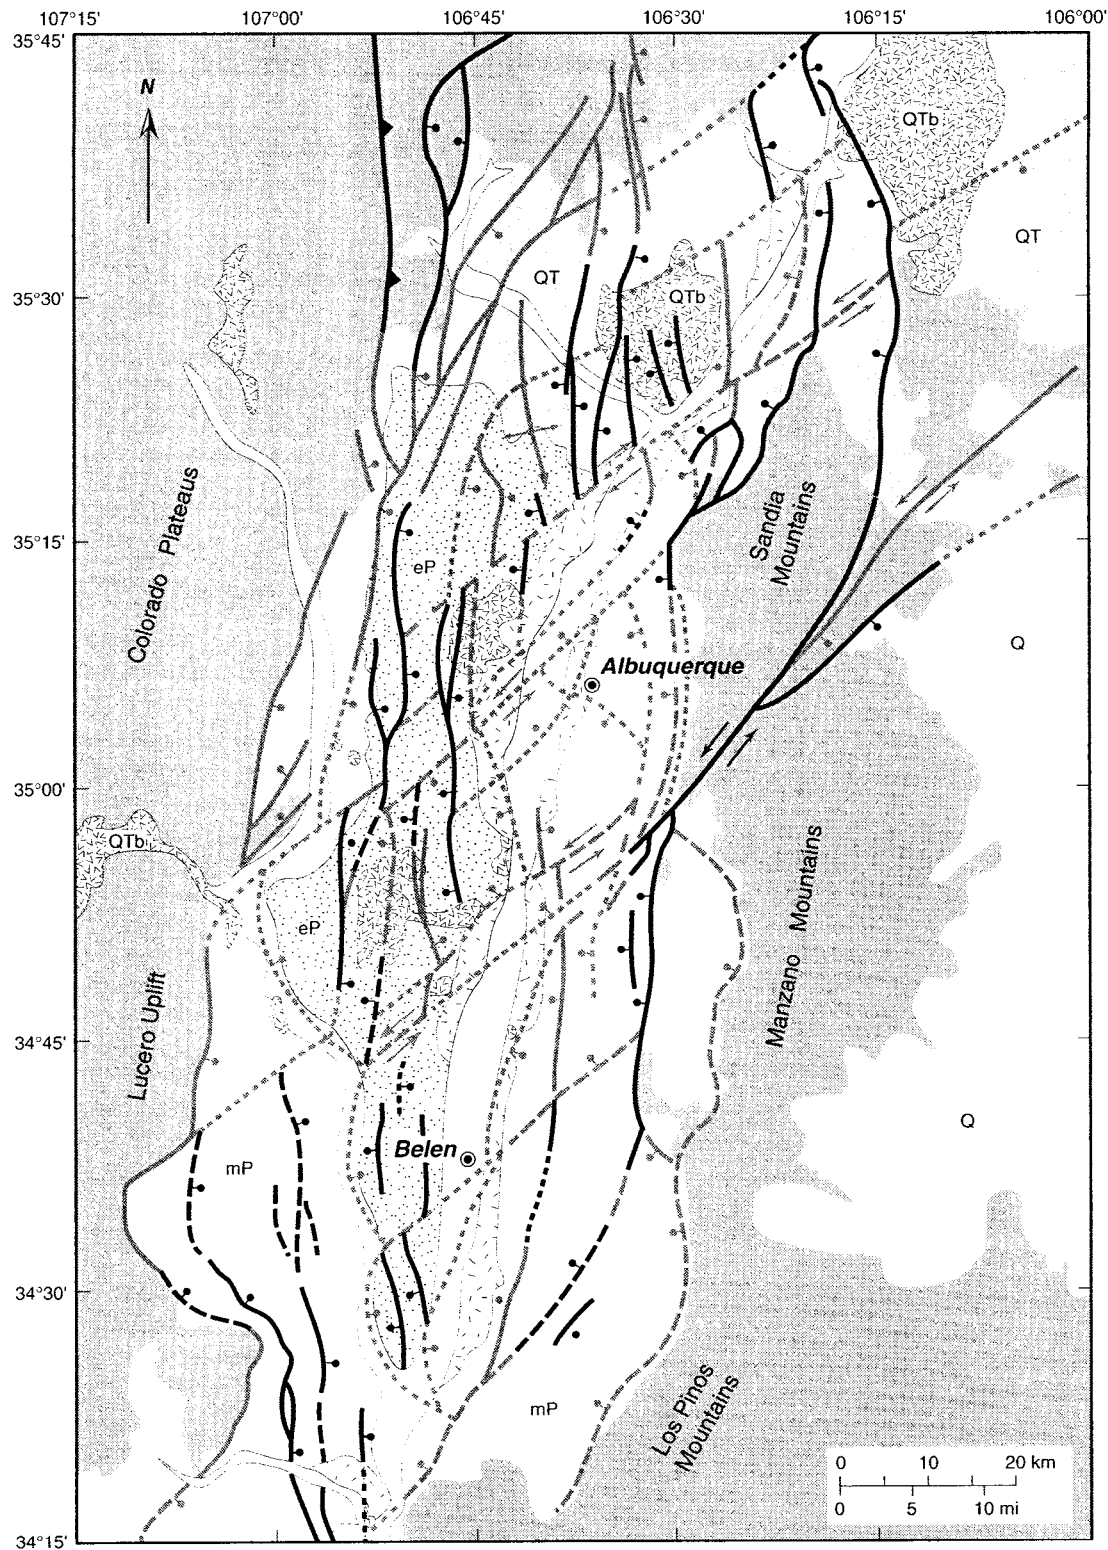 107°15' 107°00' 106°45' 106°30' 106°15' 106°00'
35°45'
N
QTb
QT
QT
QTb
35°30'
Colorado Plateaus
Sandia
Mountains
35°15'
eP
Q
Albuquerque
35°00'
QTb
Manzano Mountains
eP
Lucero Uplift
34°45'
Q
Belen
mP
34°30'
Los Pinos
Mountains
mP
0 10 20 km
0 5 10 mi
34°15'